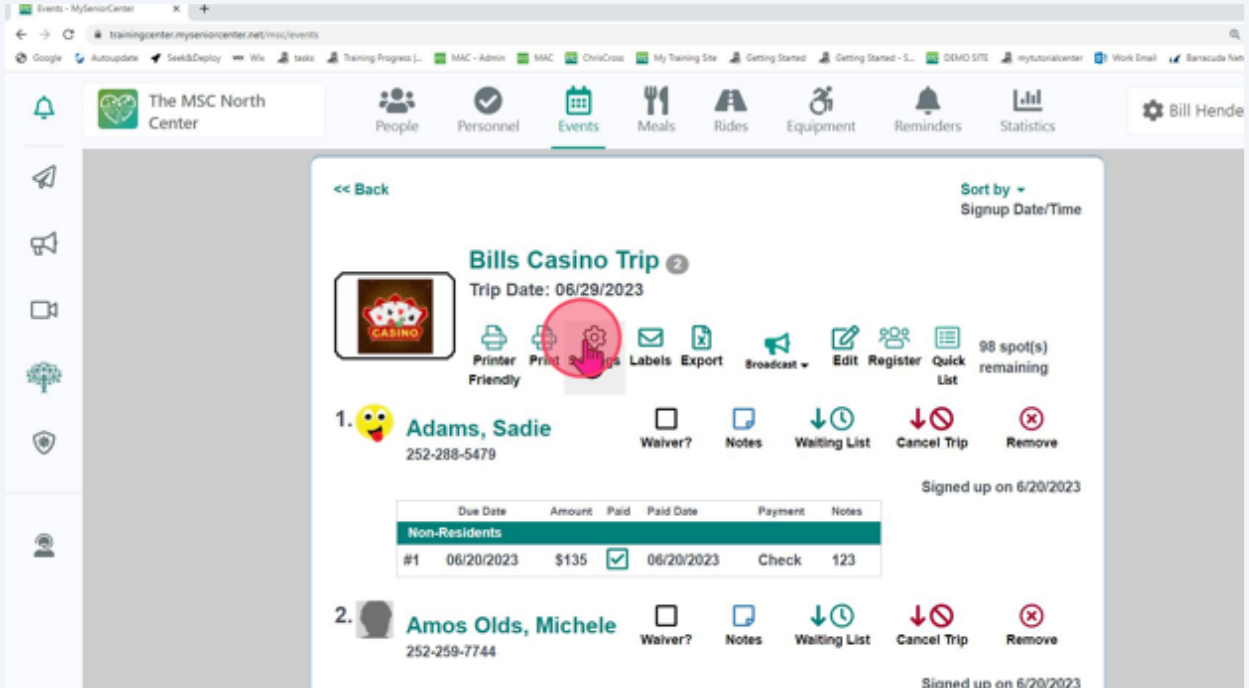 Events - MySeniorCenter
trainingcenter.myseniorcenter.net/msc/events
Google Autoupdate Seek&Deploy Wix tasks Training Progress |... MAC - Admin MAC ChrisCross My Training Site Getting Started Getting Started - S... DEMO SITE mytutorialcenter Work Email Barracuda Net
The MSC North
Center
People Personnel Events Meals Rides Equipment Reminders Statistics
Bill Hende
<< Back
Sort by
Signup Date/Time
Bills Casino Trip 2
Trip Date: 06/29/2023
CASINO
Printer Print Labels Export Broadcast Edit Register Quick
Friendly List
98 spot(s)
remaining
1. Adams, Sadie
252-288-5479
Waiver? Notes Waiting List Cancel Trip Remove
Signed up on 6/20/2023
Due Date Amount Paid Paid Date Payment Notes
Non-Residents
#1 06/20/2023 $135 06/20/2023 Check 123
2. Amos Olds, Michele
252-259-7744
Waiver? Notes Waiting List Cancel Trip Remove
Signed up on 6/20/2023